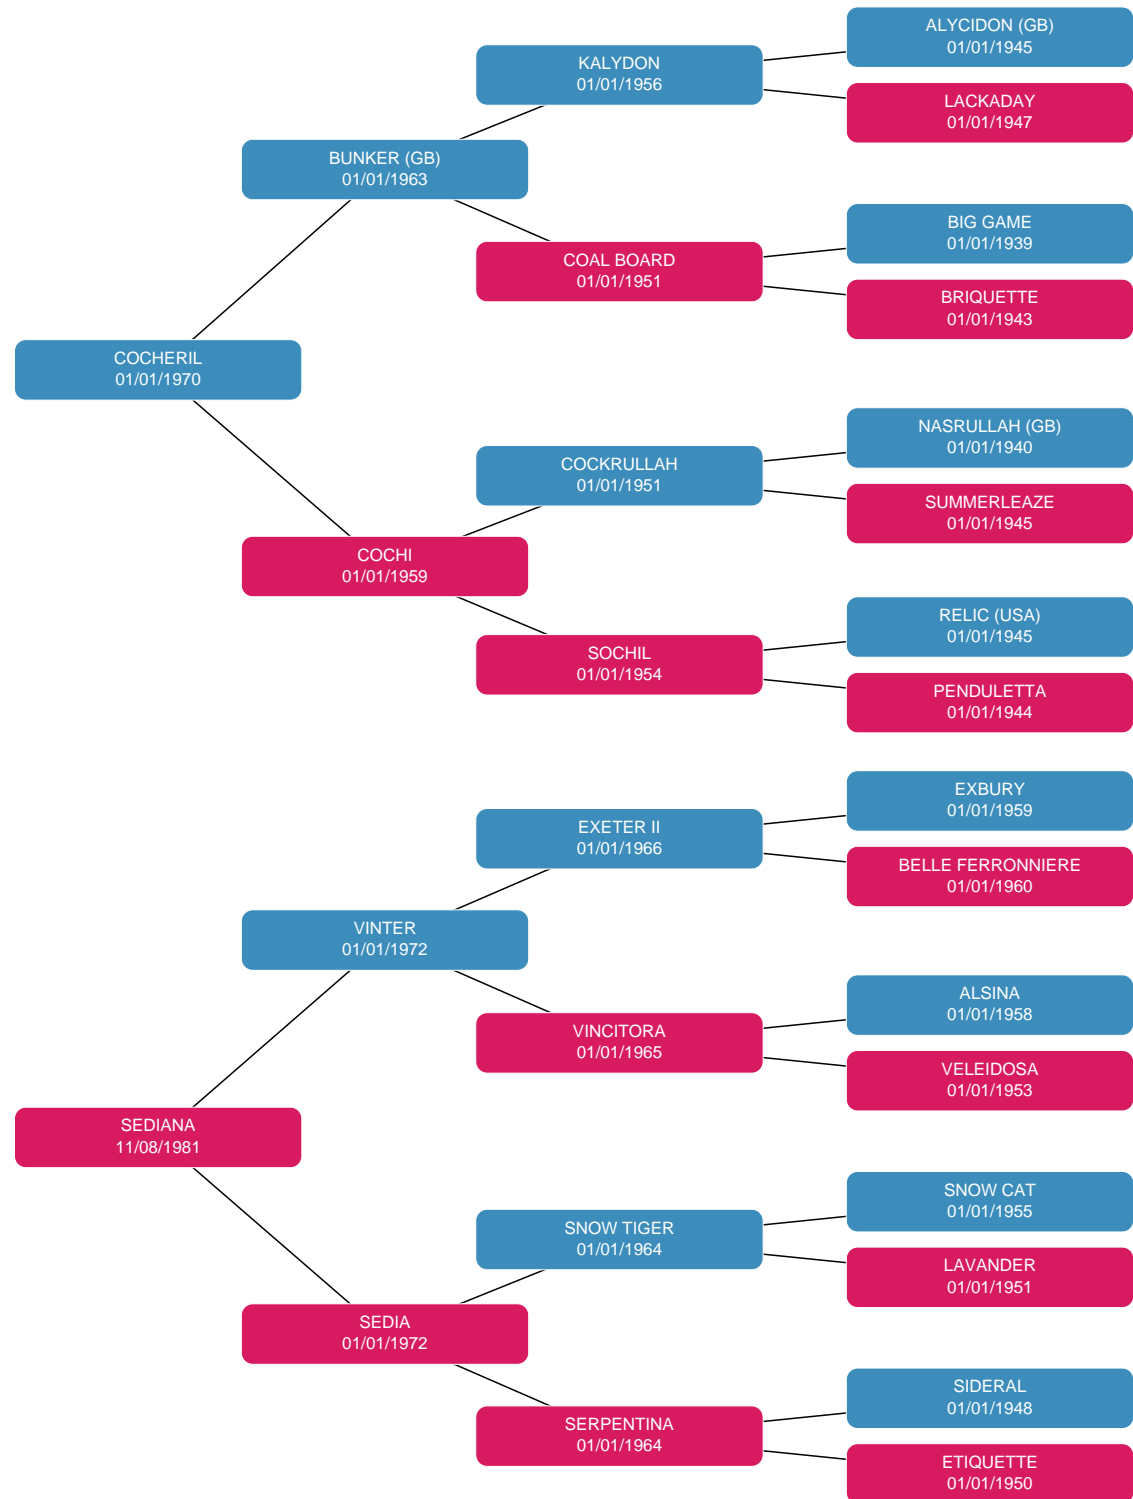 ALYCIDON (GB)
01/01/1945
KALYDON
01/01/1956
LACKADAY
01/01/1947
BUNKER (GB)
01/01/1963
BIG GAME
01/01/1939
COAL BOARD
01/01/1951
BRIQUETTE
01/01/1943
COCHERIL
01/01/1970
NASRULLAH (GB)
01/01/1940
COCKRULLAH
01/01/1951
SUMMERLEAZE
01/01/1945
COCHI
01/01/1959
RELIC (USA)
01/01/1945
SOCHIL
01/01/1954
PENDULETTA
01/01/1944
EXBURY
01/01/1959
EXETER II
01/01/1966
BELLE FERRONNIERE
01/01/1960
VINTER
01/01/1972
ALSINA
01/01/1958
VINCITORA
01/01/1965
VELEIDOSA
01/01/1953
SEDIANA
11/08/1981
SNOW CAT
01/01/1955
SNOW TIGER
01/01/1964
LAVANDER
01/01/1951
SEDIA
01/01/1972
SIDERAL
01/01/1948
SERPENTINA
01/01/1964
ETIQUETTE
01/01/1950